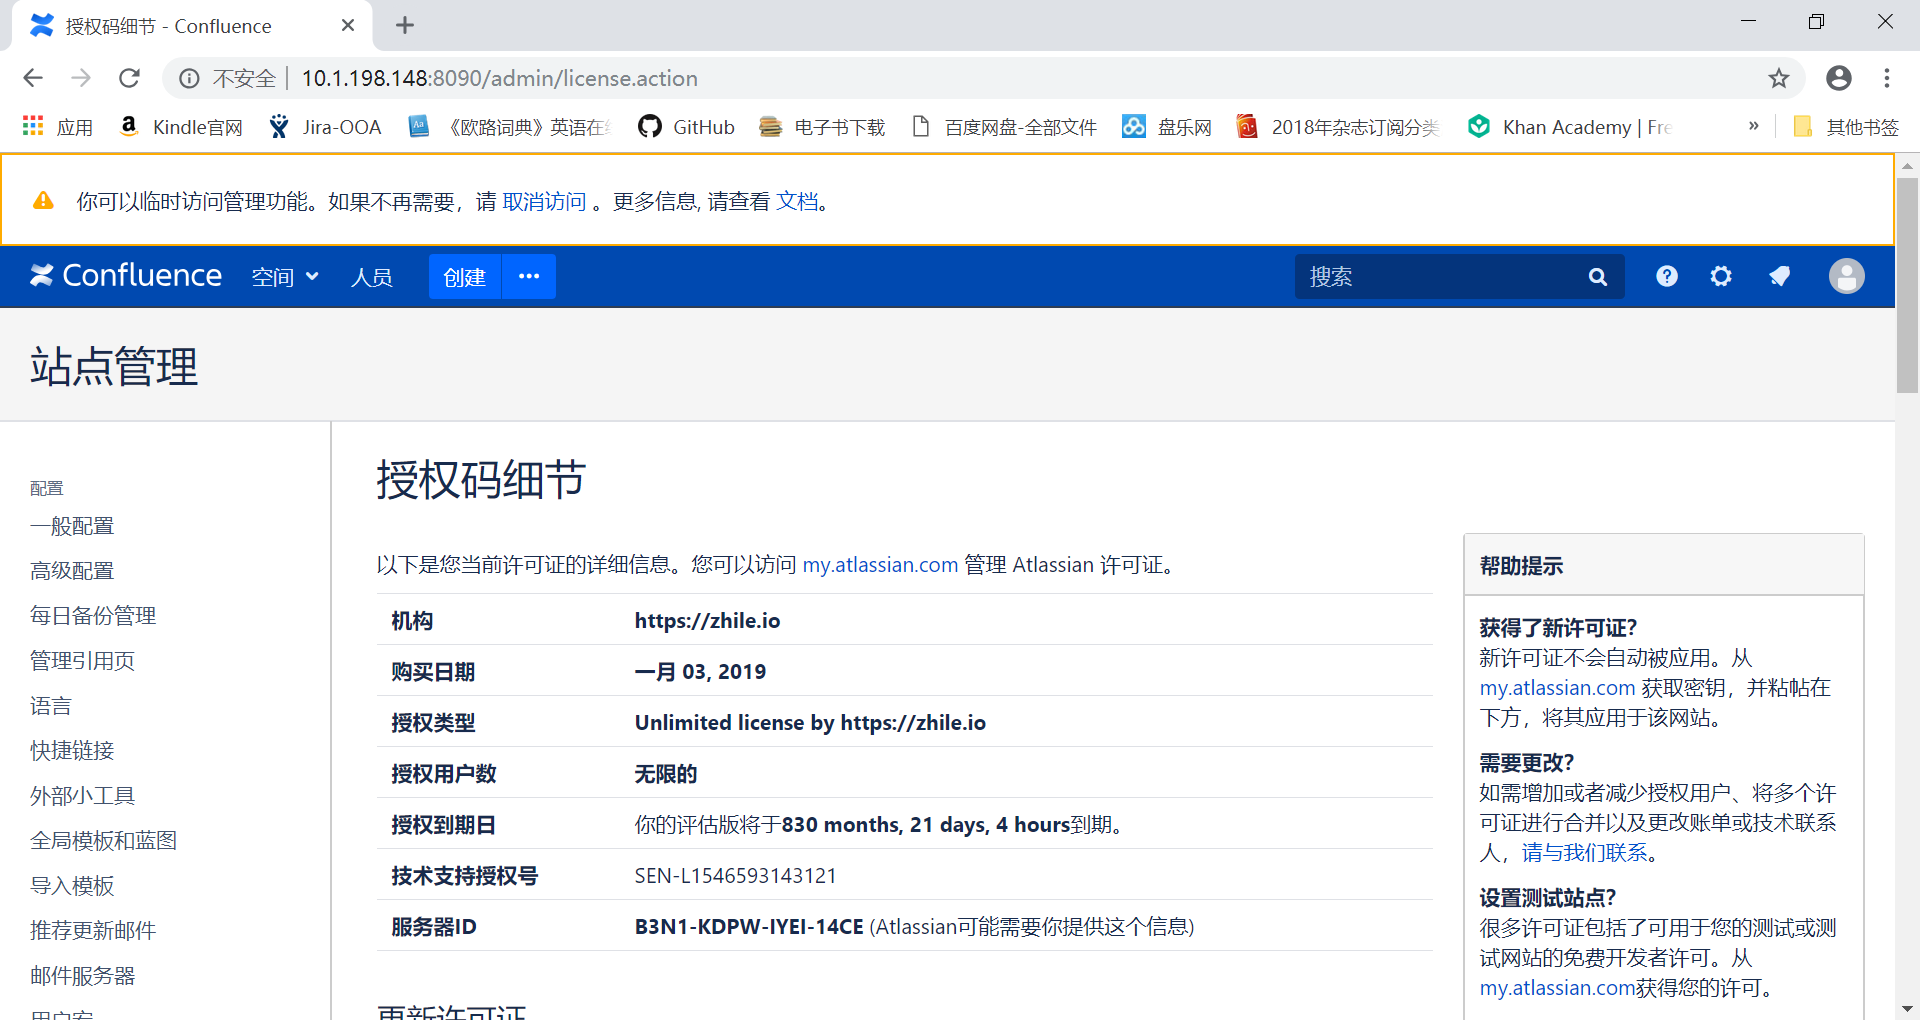 授权码细节 - Confluence
不安全 | 10.1.198.148:8090/admin/license.action
应用 Kindle官网 Jira-OOA 《欧路词典》英语在 GitHub 电子书下载 百度网盘-全部文件 盘乐网 2018年杂志订阅分类 Khan Academy | Fre » 其他书签
你可以临时访问管理功能。如果不再需要，请 取消访问 。更多信息, 请查看 文档。
Confluence 空间 人员 创建 ··· 搜索
站点管理
配置
一般配置
高级配置
每日备份管理
管理引用页
语言
快捷链接
外部小工具
全局模板和蓝图
导入模板
推荐更新邮件
邮件服务器
授权码细节
以下是您当前许可证的详细信息。您可以访问 my.atlassian.com 管理 Atlassian 许可证。
机构 https://zhile.io
购买日期 一月 03, 2019
授权类型 Unlimited license by https://zhile.io
授权用户数 无限的
授权到期日 你的评估版将于830 months, 21 days, 4 hours到期。
技术支持授权号 SEN-L1546593143121
服务器ID B3N1-KDPW-IYEI-14CE (Atlassian可能需要你提供这个信息)
更新许可证
帮助提示
获得了新许可证?
新许可证不会自动被应用。从
my.atlassian.com 获取密钥，并粘帖在
下方，将其应用于该网站。
需要更改?
如需增加或者减少授权用户、将多个许
可证进行合并以及更改账单或技术联系
人，请与我们联系。
设置测试站点?
很多许可证包括了可用于您的测试或测
试网站的免费开发者许可。从
my.atlassian.com获得您的许可。